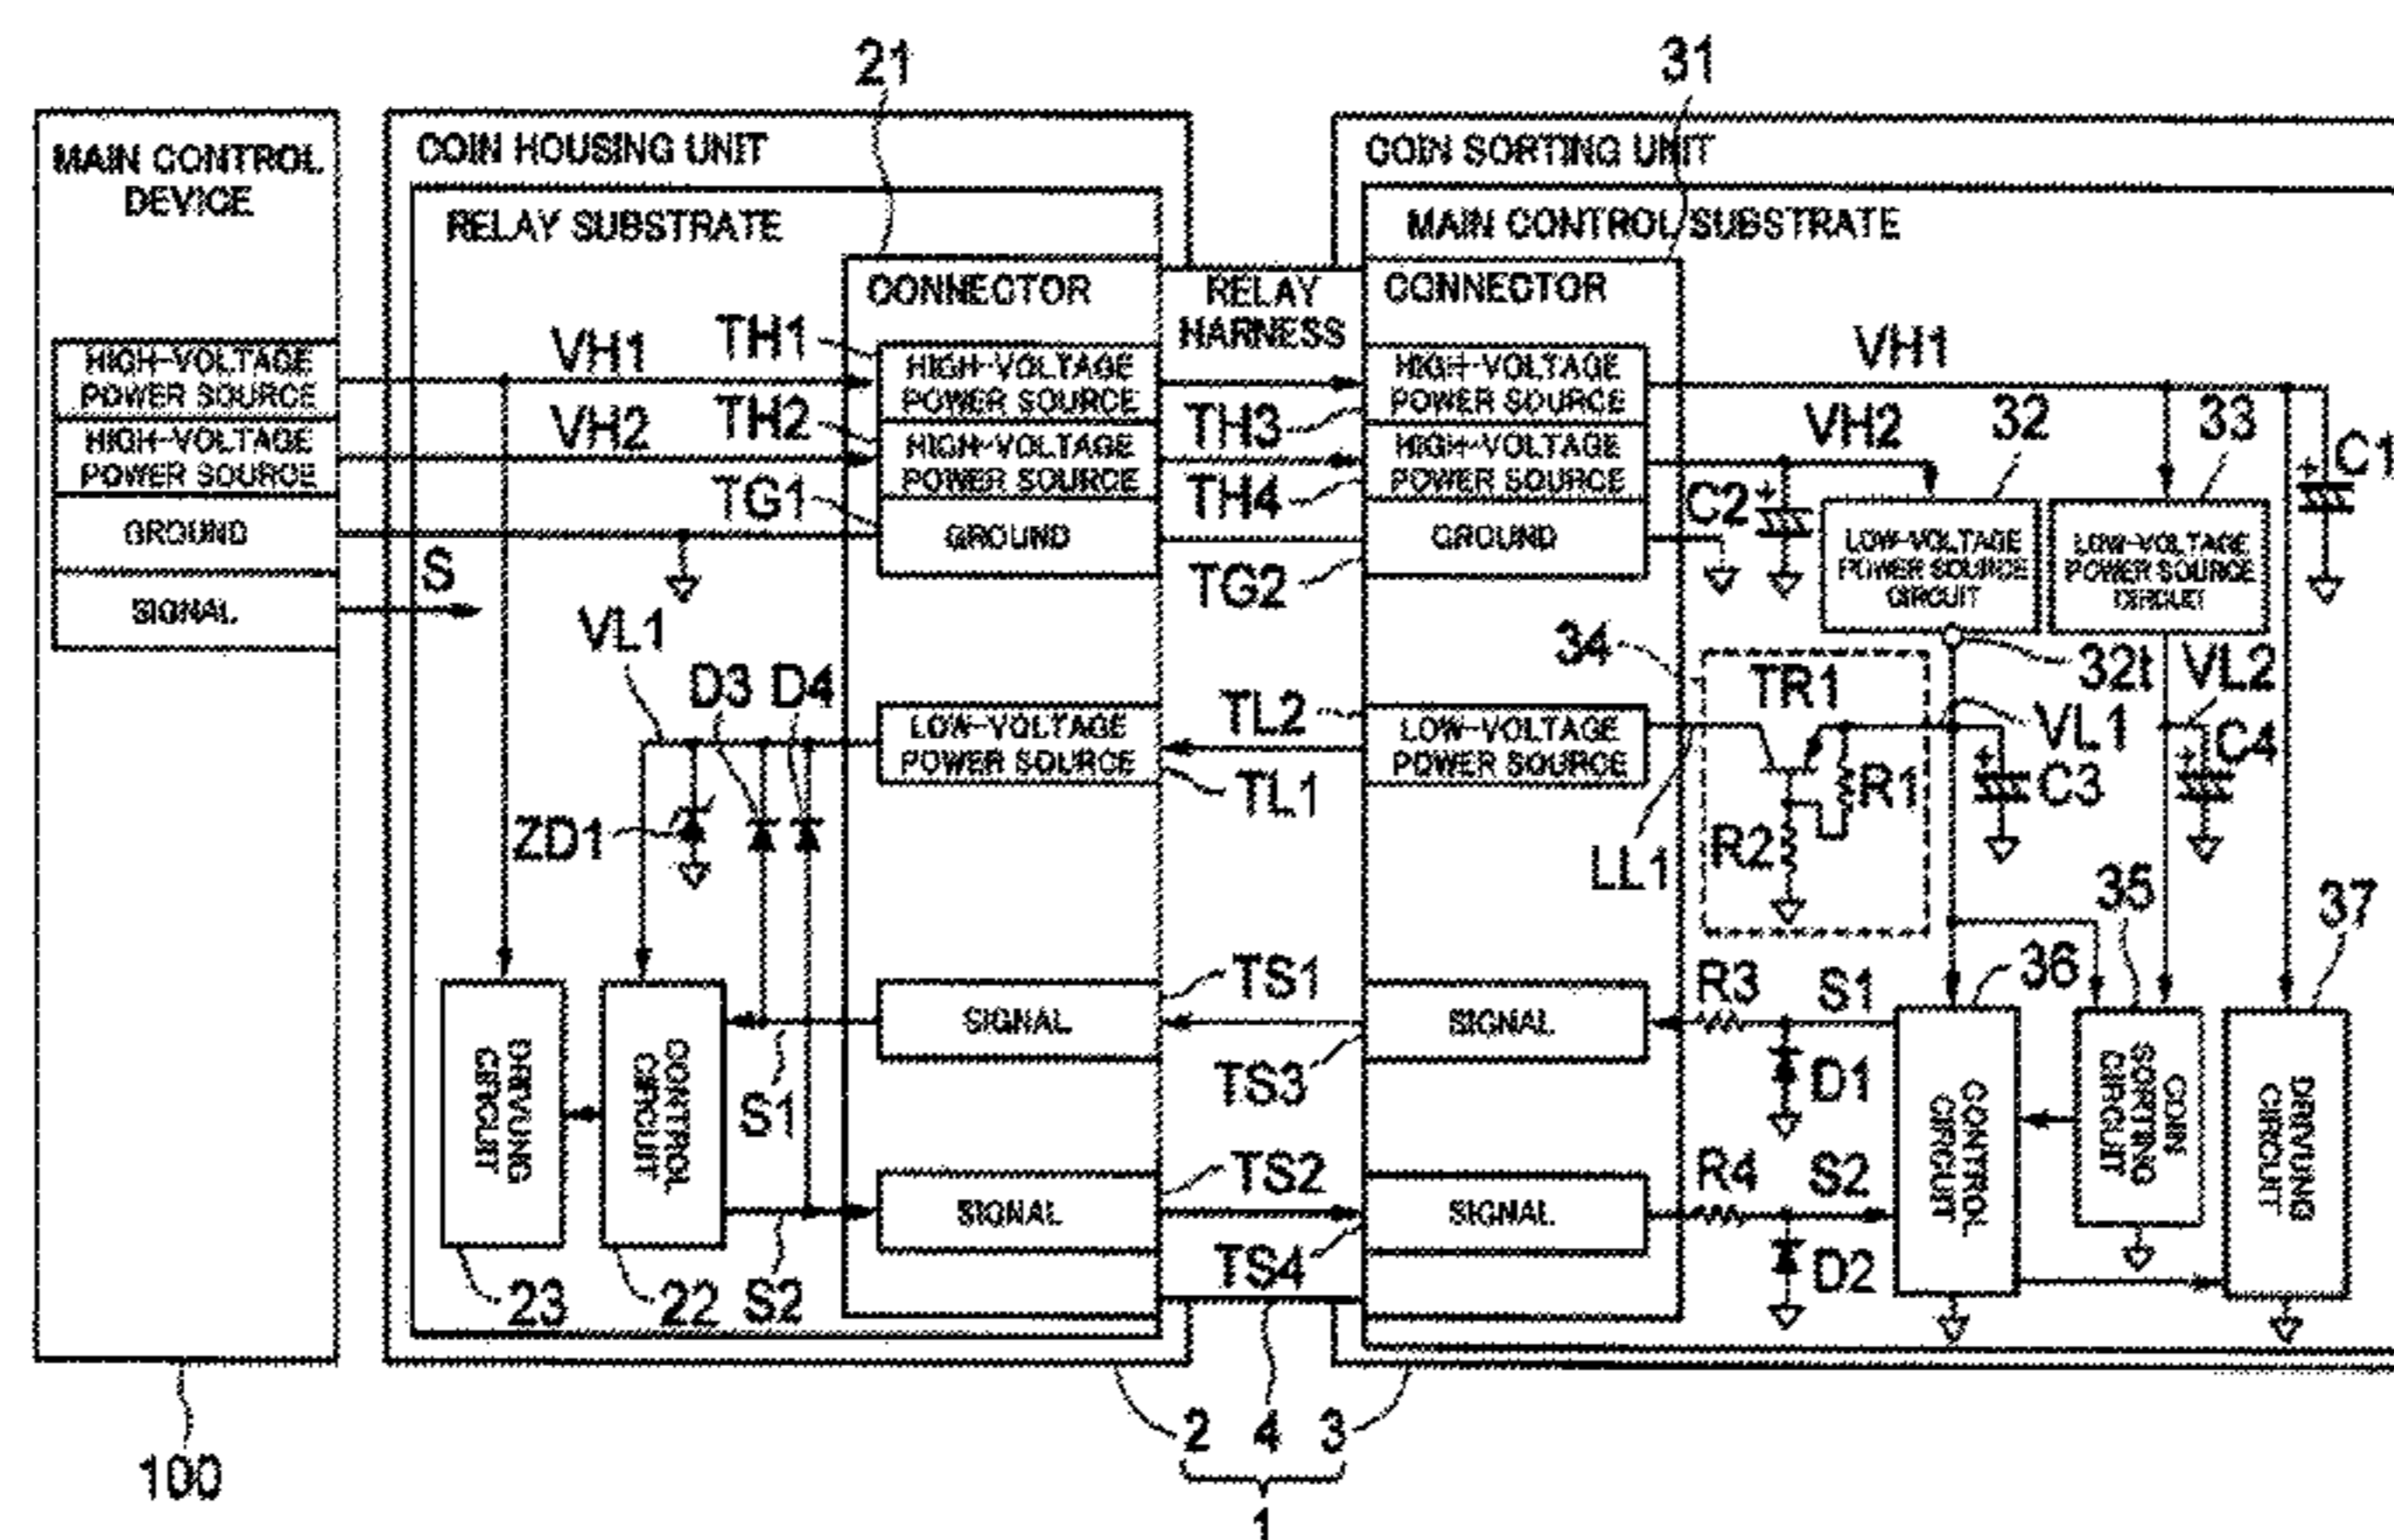 21
31
MAIN CONTROL
DEVICE
COIN HOUSING UNIT
COIN SORTING UNIT
RELAY SUBSTRATE
MAIN CONTROL SUBSTRATE
CONNECTOR
RELAY
HARNESS
CONNECTOR
HIGH-VOLTAGE
POWER SOURCE
VH1
TH1
HIGH-VOLTAGE
POWER SOURCE
TH3
HIGH-VOLTAGE
POWER SOURCE
VH1
HIGH-VOLTAGE
POWER SOURCE
VH2
TH2
HIGH-VOLTAGE
POWER SOURCE
TH4
HIGH-VOLTAGE
POWER SOURCE
VH2
32
33
C1
+
GROUND
TG1
GROUND
TG2
GROUND
C2
+
LOW-VOLTAGE
POWER SOURCE
CIRCUIT
LOW-VOLTAGE
POWER SOURCE
CIRCUIT
SIGNAL
S
VL1
D3
D4
LOW-VOLTAGE
POWER SOURCE
TL2
TL1
LOW-VOLTAGE
POWER SOURCE
34
TR1
32t
VL2
VL1
+
C3
+
C4
ZD1
LL1
R2
R1
35
37
36
TS1
SIGNAL
TS3
SIGNAL
R3
S1
D1
S1
DRIVUNG
CIRCUIT
CONTROL
CIRCUIT
CONTROL
CIRCUIT
COIN
SORTING
CIRCUIT
DRIVUNG
CIRCUIT
TS2
SIGNAL
TS4
SIGNAL
R4
S2
D2
23
22
S2
100
2
4
3
1